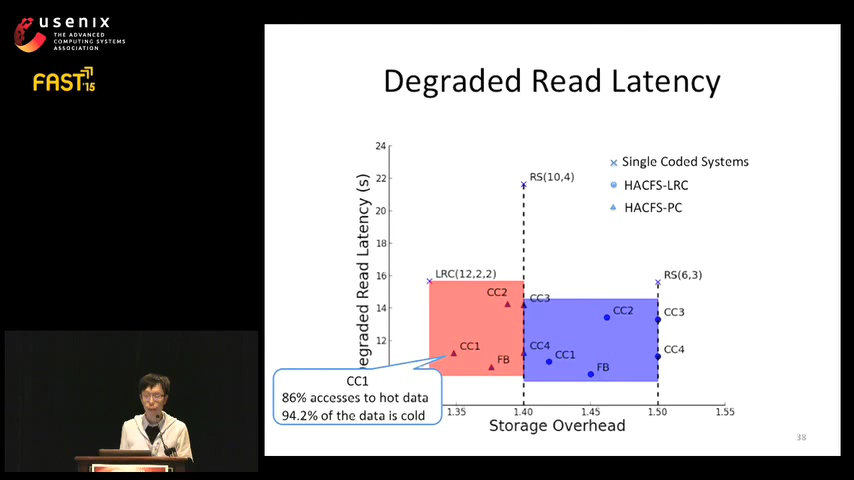 usenix
THE ADVANCED
COMPUTING SYSTEMS
ASSOCIATION
FAST '15
Degraded Read Latency
24
22
20
18
16
14
12
egraded Read Latency (s)
RS(10,4)
Single Coded Systems
HACFS-LRC
HACFS-PC
LRC(12,2,2)
RS(6,3)
CC2
CC3
CC2
CC3
CC1
CC4
CC1
CC4
FB
FB
CC1
86% accesses to hot data
94.2% of the data is cold
1.35
1.40
1.45
1.50
1.55
Storage Overhead
38